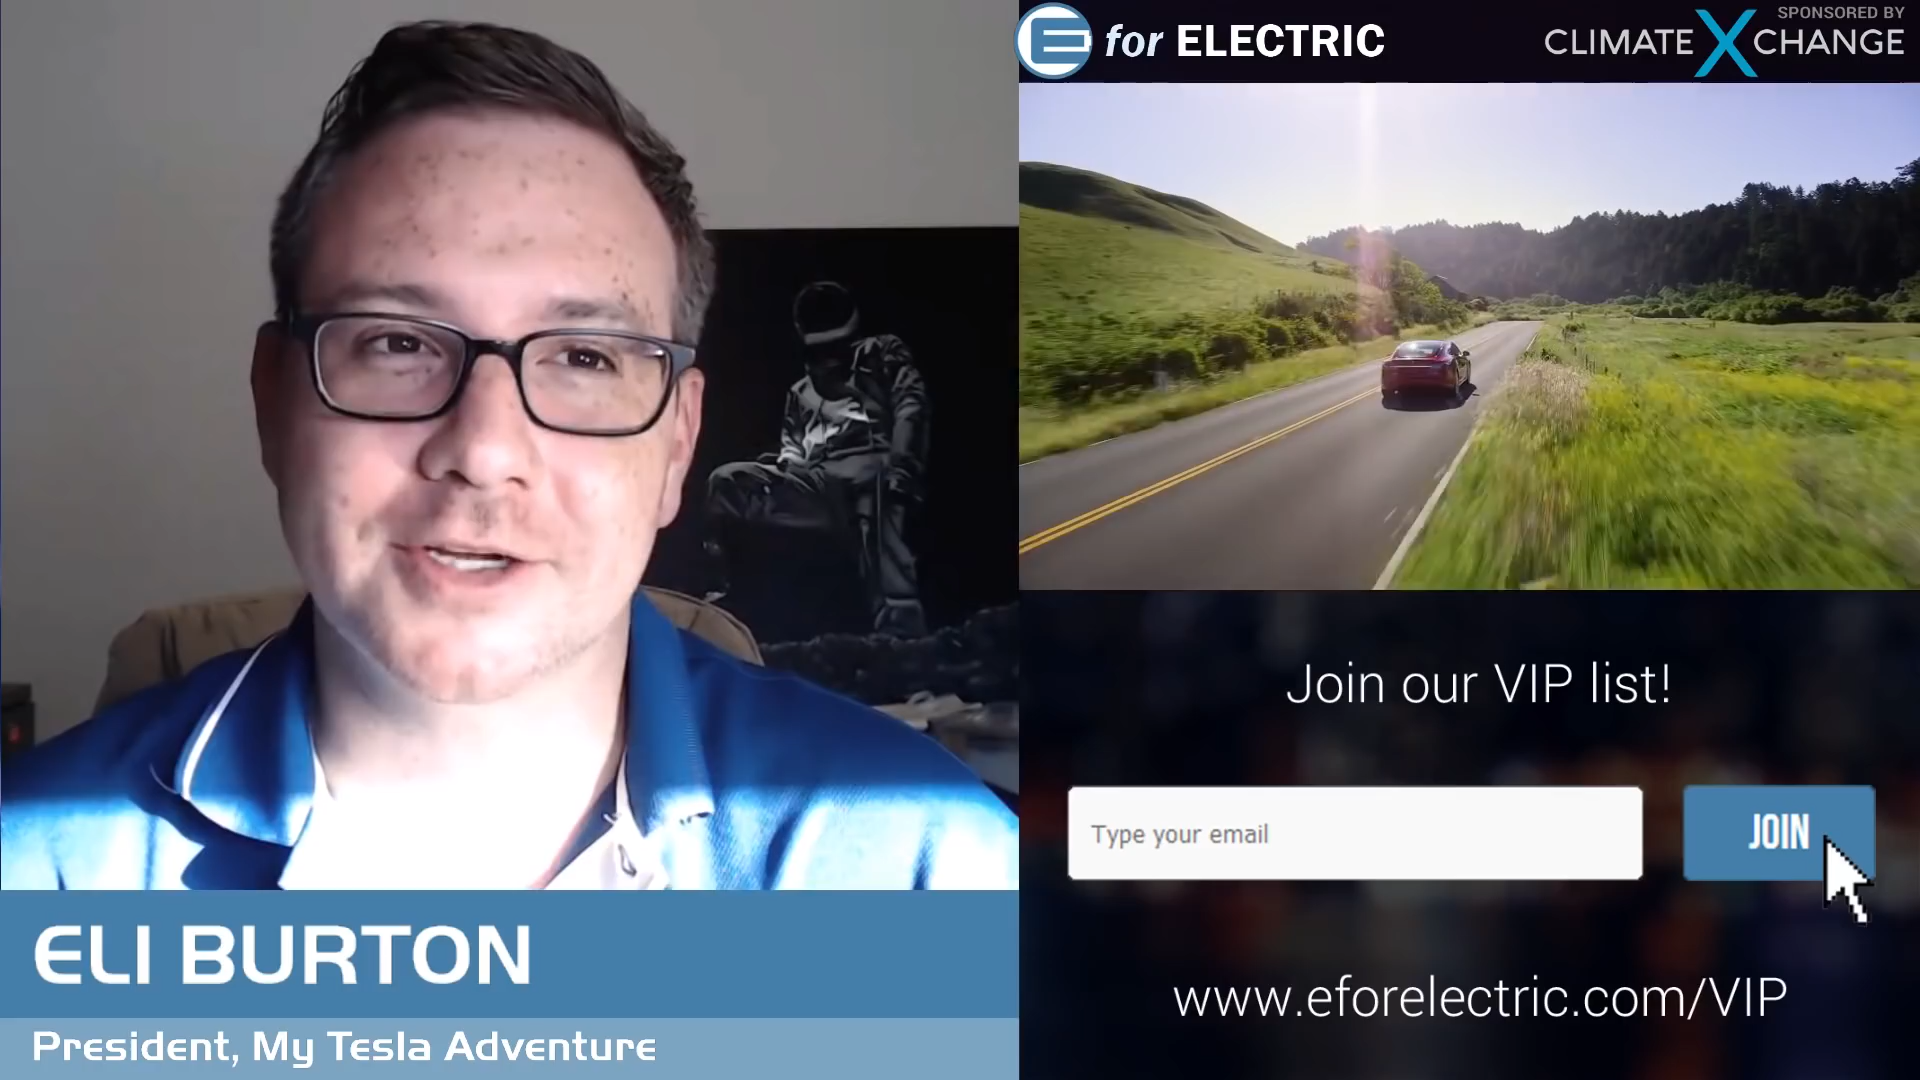 E for ELECTRIC
SPONSORED BY
CLIMATE XCHANGE
Join our VIP list!
Type your email
JOIN
www.eforelectric.com/VIP
ELI BURTON
President, My Tesla Adventure